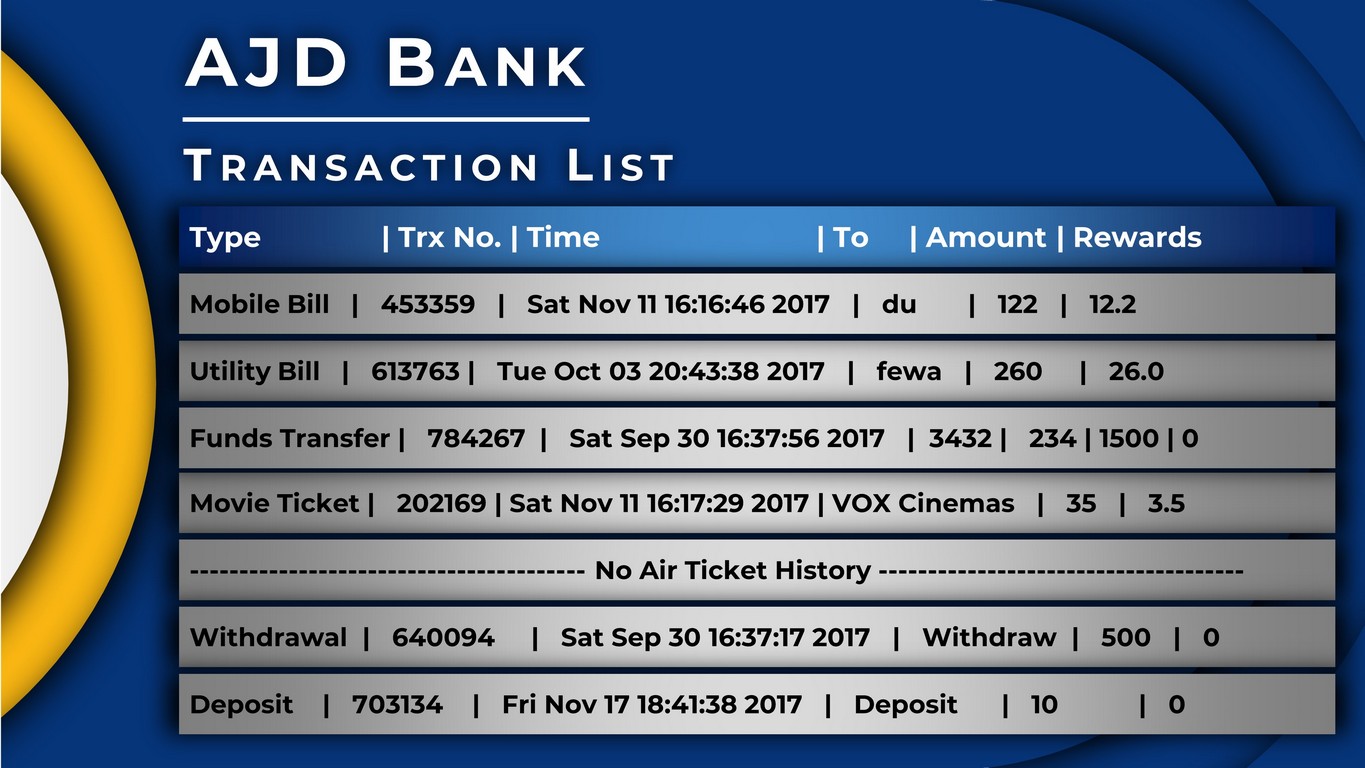 AJD Bank
Transaction List
Type | Trx No. | Time | To | Amount | Rewards
Mobile Bill | 453359 | Sat Nov 11 16:16:46 2017 | du | 122 | 12.2
Utility Bill | 613763 | Tue Oct 03 20:43:38 2017 | fewa | 260 | 26.0
Funds Transfer | 784267 | Sat Sep 30 16:37:56 2017 | 3432 | 234 | 1500 | 0
Movie Ticket | 202169 | Sat Nov 11 16:17:29 2017 | VOX Cinemas | 35 | 3.5
---------------------------------------- No Air Ticket History -------------------------------------
Withdrawal | 640094 | Sat Sep 30 16:37:17 2017 | Withdraw | 500 | 0
Deposit | 703134 | Fri Nov 17 18:41:38 2017 | Deposit | 10 | 0